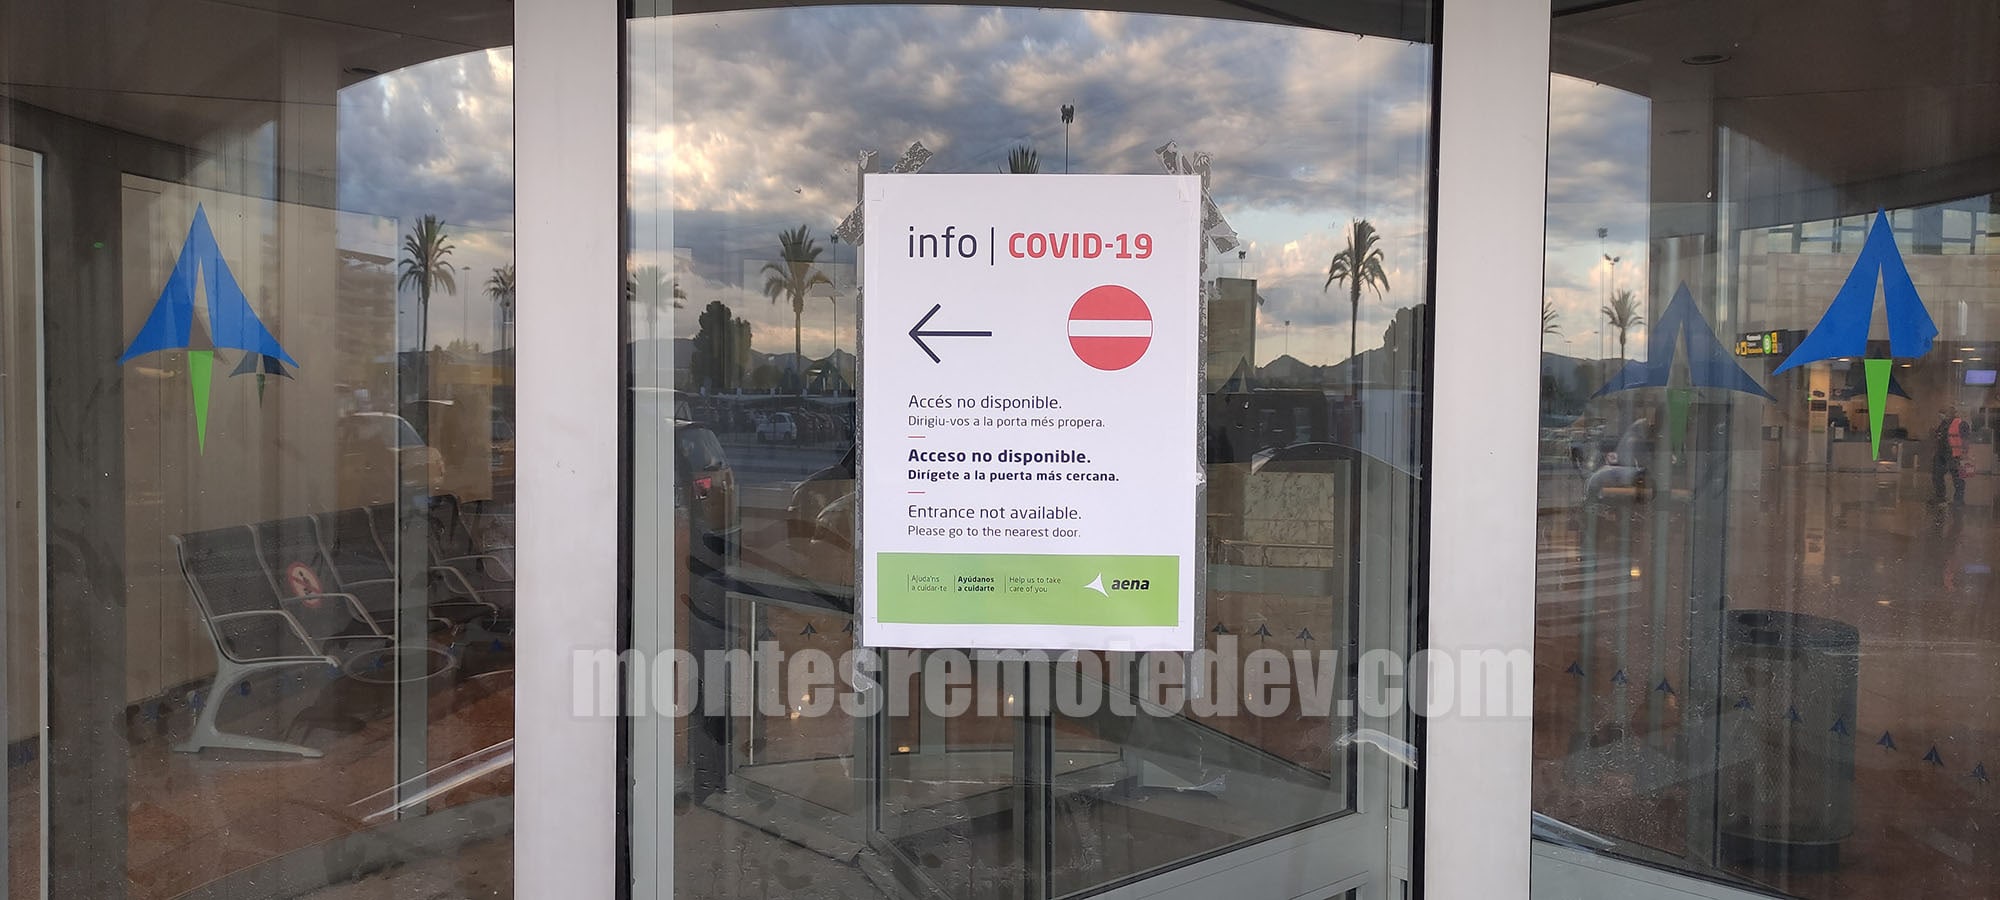 info | COVID-19
Accés no disponible.
Dirigiu-vos a la porta més propera.
Acceso no disponible.
Dirígete a la puerta más cercana.
Entrance not available.
Please go to the nearest door.
Ajuda'ns
a cuidar-te
Ayúdanos
a cuidarte
Help us to take
care of you
aena
montesremotedev.com